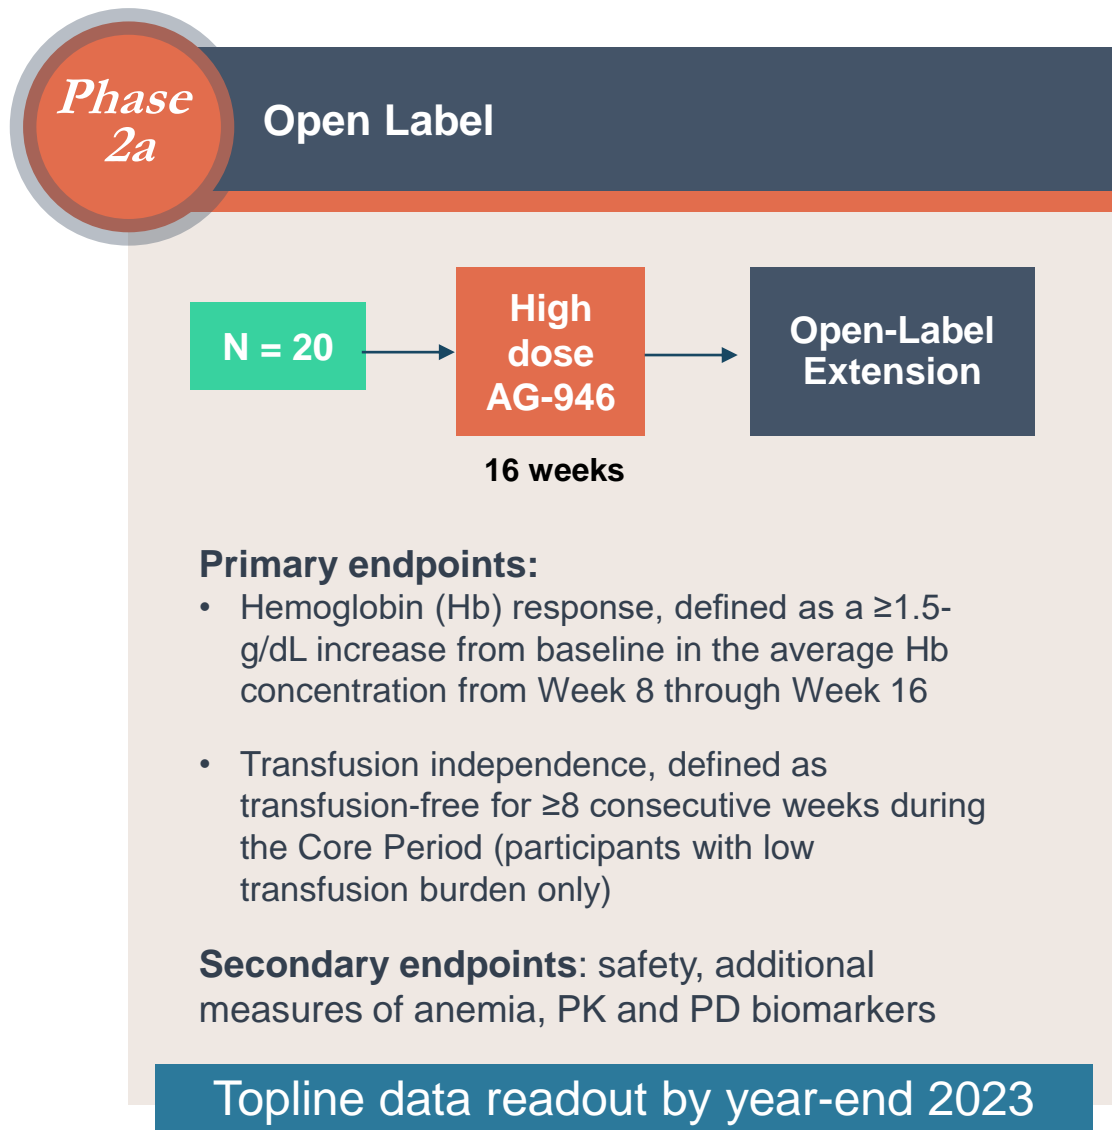 Phase
2a
Open Label
N = 20
High
dose
AG-946
Open-Label
Extension
16 weeks
Primary endpoints:
• Hemoglobin (Hb) response, defined as a ≥1.5-
g/dL increase from baseline in the average Hb
concentration from Week 8 through Week 16
• Transfusion independence, defined as
transfusion-free for ≥8 consecutive weeks during
the Core Period (participants with low
transfusion burden only)
Secondary endpoints: safety, additional
measures of anemia, PK and PD biomarkers
Topline data readout by year-end 2023